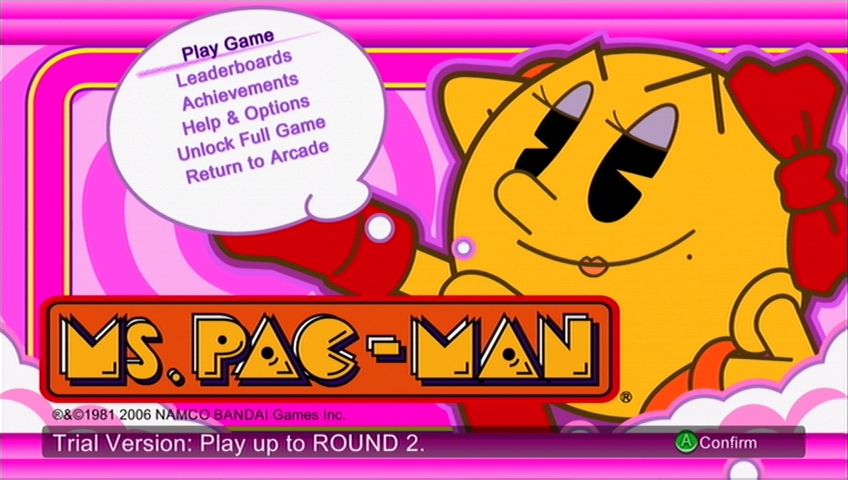 Play Game
Leaderboards
Achievements
Help & Options
Unlock Full Game
Return to Arcade
MS. PAC-MAN®
®&©1981 2006 NAMCO BANDAI Games Inc.
Trial Version: Play up to ROUND 2.
A Confirm